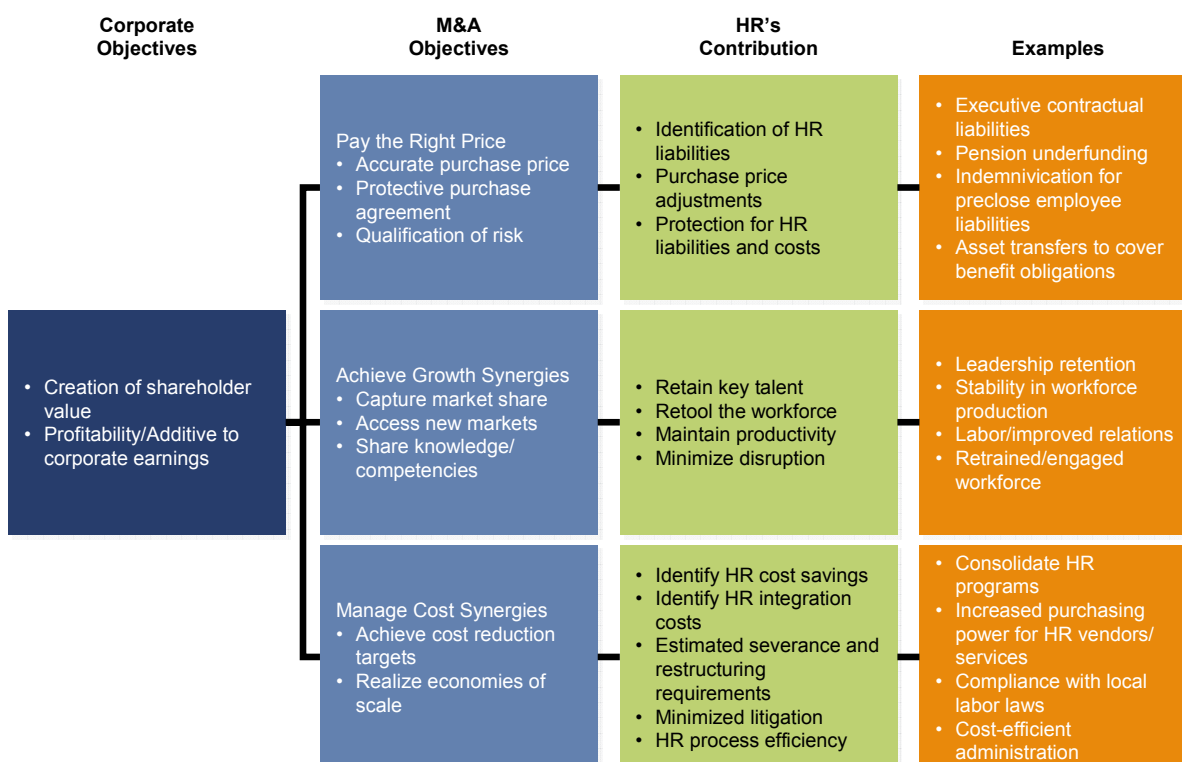 Corporate
Objectives
M&A
Objectives
HR's
Contribution
Examples
• Creation of shareholder
value
• Profitability/Additive to
corporate earnings
Pay the Right Price
• Accurate purchase price
• Protective purchase
agreement
• Qualification of risk
• Identification of HR
liabilities
• Purchase price
adjustments
• Protection for HR
liabilities and costs
• Executive contractual
liabilities
• Pension underfunding
• Indemnivication for
preclose employee
liabilities
• Asset transfers to cover
benefit obligations
Achieve Growth Synergies
• Capture market share
• Access new markets
• Share knowledge/
competencies
• Retain key talent
• Retool the workforce
• Maintain productivity
• Minimize disruption
• Leadership retention
• Stability in workforce
production
• Labor/improved relations
• Retrained/engaged
workforce
Manage Cost Synergies
• Achieve cost reduction
targets
• Realize economies of
scale
• Identify HR cost savings
• Identify HR integration
costs
• Estimated severance and
restructuring
requirements
• Minimized litigation
• HR process efficiency
• Consolidate HR
programs
• Increased purchasing
power for HR vendors/
services
• Compliance with local
labor laws
• Cost-efficient
administration